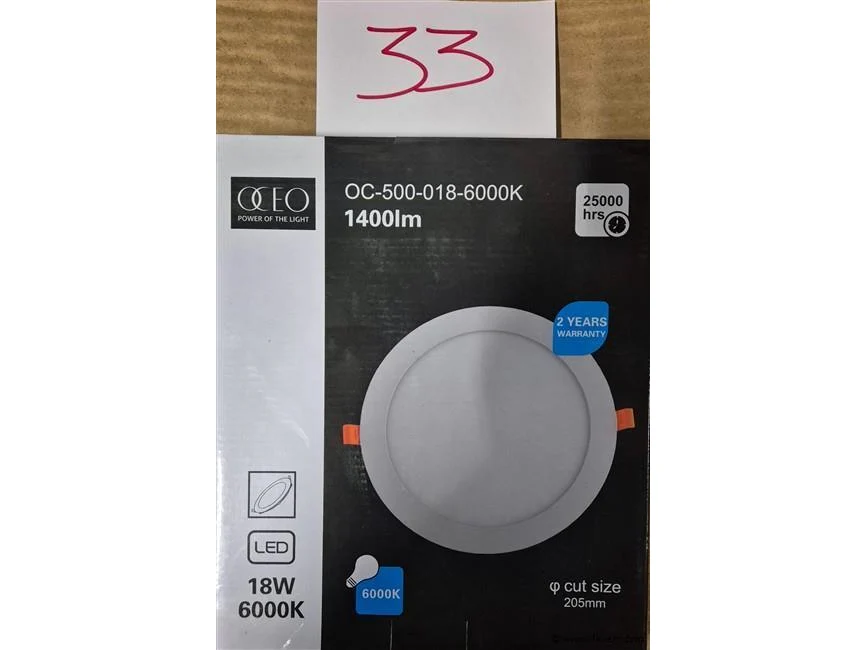 33
OCEO
POWER OF THE LIGHT
OC-500-018-6000K
1400lm
25000
hrs
2 YEARS
WARRANTY
LED
18W
6000K
6000K
φ cut size
205mm